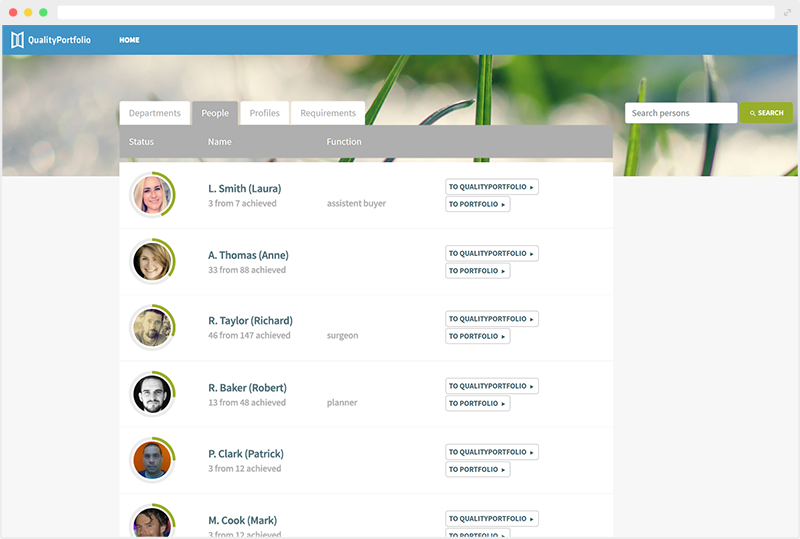 QualityPortfolio HOME
Departments People Profiles Requirements
Search persons SEARCH
Status Name Function
L. Smith (Laura) TO QUALITYPORTFOLIO
3 from 7 achieved assistent buyer TO PORTFOLIO
A. Thomas (Anne) TO QUALITYPORTFOLIO
33 from 88 achieved TO PORTFOLIO
R. Taylor (Richard) TO QUALITYPORTFOLIO
46 from 147 achieved surgeon TO PORTFOLIO
R. Baker (Robert) TO QUALITYPORTFOLIO
13 from 48 achieved planner TO PORTFOLIO
P. Clark (Patrick) TO QUALITYPORTFOLIO
3 from 12 achieved TO PORTFOLIO
M. Cook (Mark) TO QUALITYPORTFOLIO
3 from 12 achieved TO PORTFOLIO